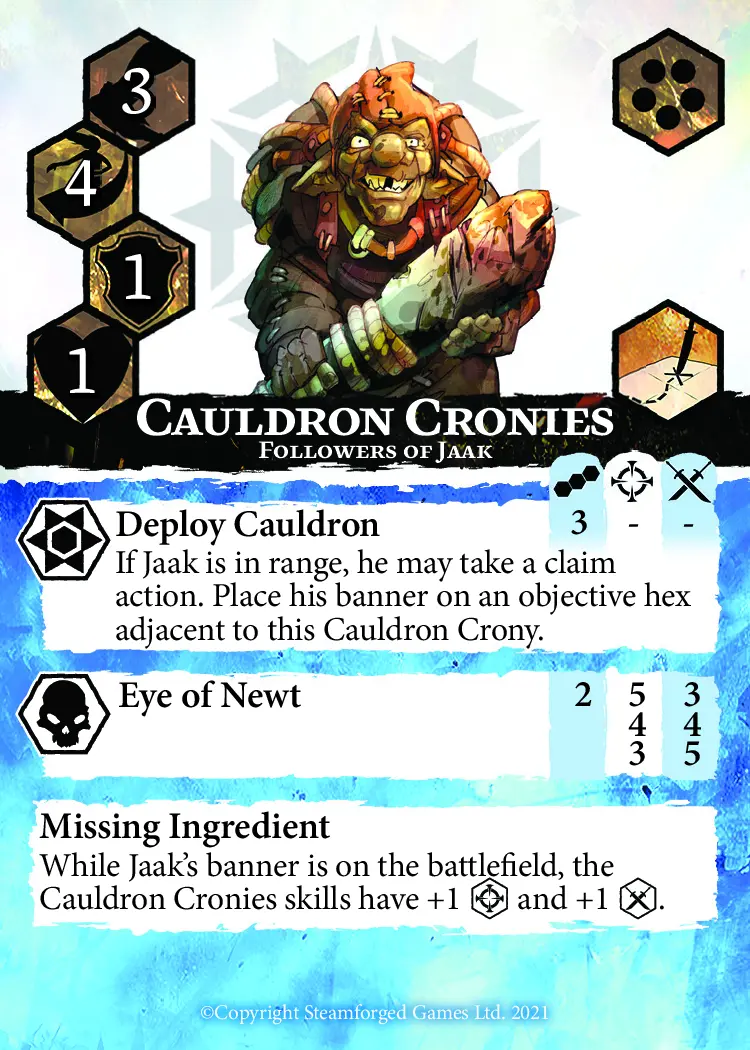 3
4
1
1
Cauldron Cronies
Followers of Jaak
Deploy Cauldron 3 - -
If Jaak is in range, he may take a claim
action. Place his banner on an objective hex
adjacent to this Cauldron Crony.
Eye of Newt 2 5 3
4 4
3 5
Missing Ingredient
While Jaak's banner is on the battlefield, the
Cauldron Cronies skills have +1 and +1 .
©Copyright Steamforged Games Ltd. 2021